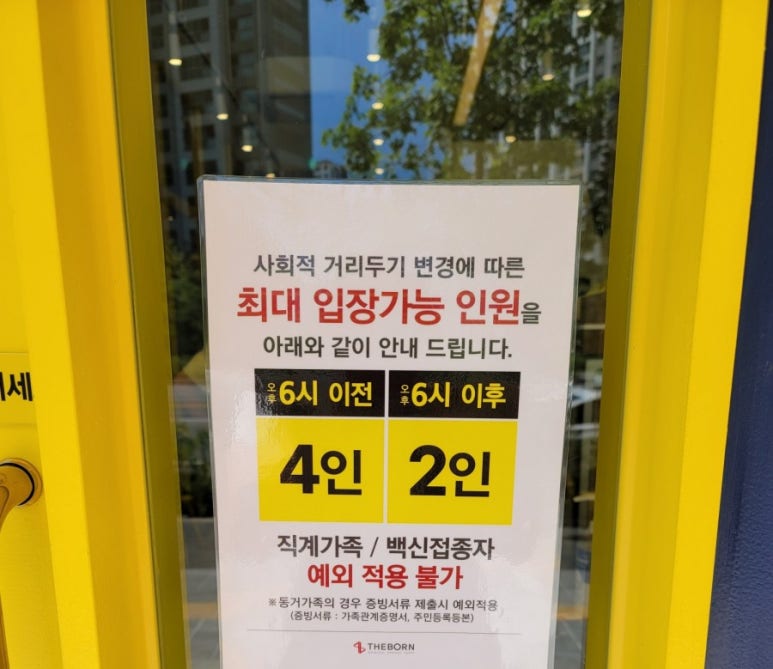 사회적 거리두기 변경에 따른
최대 입장가능 인원을
아래와 같이 안내 드립니다.
오후 6시 이전 오후 6시 이후
4인 2인
직계가족 / 백신접종자
예외 적용 불가
※ 동거가족의 경우 증빙서류 제출시 예외적용
(증빙서류 : 가족관계증명서, 주민등록등본)
THEBORN